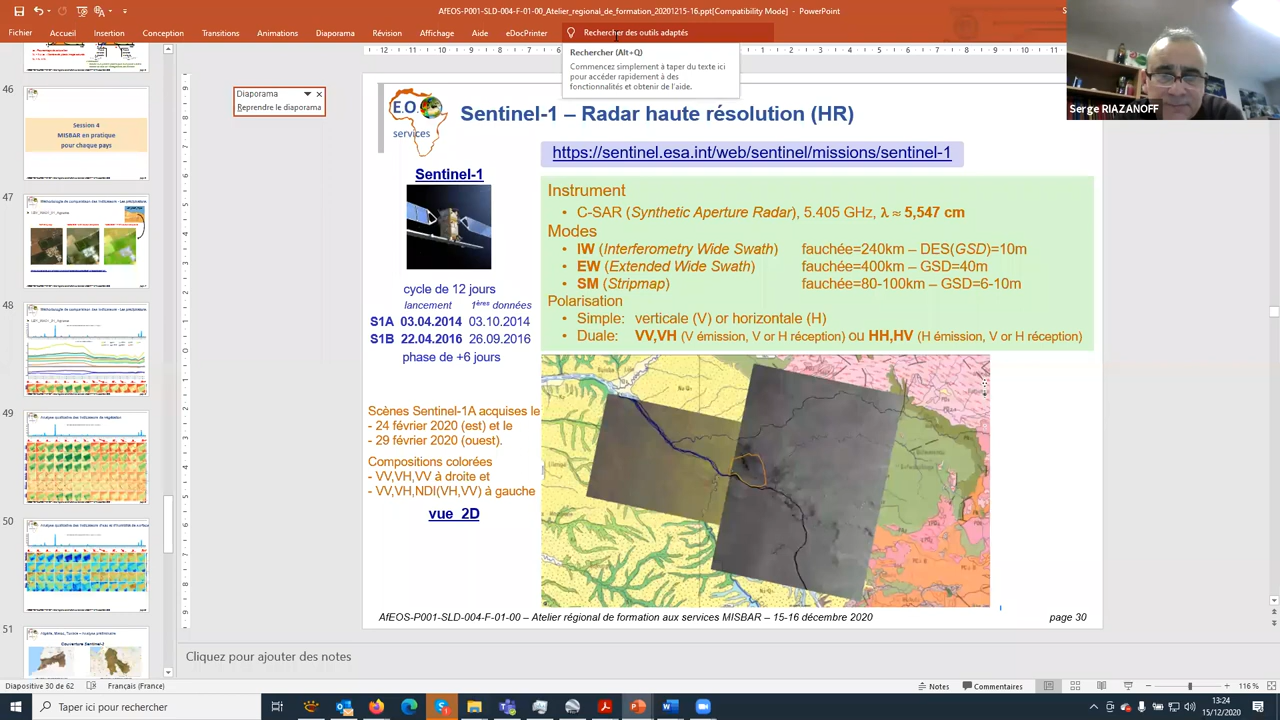 AfEOS-P001-SLD-004-F-01-00_Atelier_regional_de_formation_20201215-16.ppt[Compatibility Mode] - PowerPoint
Fichier Accueil Insertion Conception Transitions Animations Diaporama Révision Affichage Aide eDocPrinter Rechercher des outils adaptés
Rechercher (Alt+Q)
Commencez simplement à taper du texte ici
pour accéder rapidement à des
fonctionnalités et obtenir de l'aide.
Serge RIAZANOFF
Diaporama
Reprendre le diaporama
46
Session 4
MISBAR en pratique
pour chaque pays
47
48
49
50
51
Couverture Sentinel-2
E.O.
services
Sentinel-1 – Radar haute résolution (HR)
https://sentinel.esa.int/web/sentinel/missions/sentinel-1
Sentinel-1
cycle de 12 jours
lancement 1ères données
S1A 03.04.2014 03.10.2014
S1B 22.04.2016 26.09.2016
phase de +6 jours
Instrument
• C-SAR (Synthetic Aperture Radar), 5.405 GHz, λ ≈ 5,547 cm
Modes
• IW (Interferometry Wide Swath) fauchée=240km – DES(GSD)=10m
• EW (Extended Wide Swath) fauchée=400km – GSD=40m
• SM (Stripmap) fauchée=80-100km – GSD=6-10m
Polarisation
• Simple: verticale (V) or horizontale (H)
• Duale: VV,VH (V émission, V or H réception) ou HH,HV (H émission, V or H réception)
Scènes Sentinel-1A acquises le
- 24 février 2020 (est) et le
- 29 février 2020 (ouest).
Compositions colorées
- VV,VH,VV à droite et
- VV,VH,NDI(VH,VV) à gauche
vue 2D
AfEOS-P001-SLD-004-F-01-00 – Atelier régional de formation aux services MISBAR – 15-16 décembre 2020 page 30
Cliquez pour ajouter des notes
Diapositive 30 de 62 Français (France) Notes Commentaires 116 %
Taper ici pour rechercher
13:24
15/12/2020